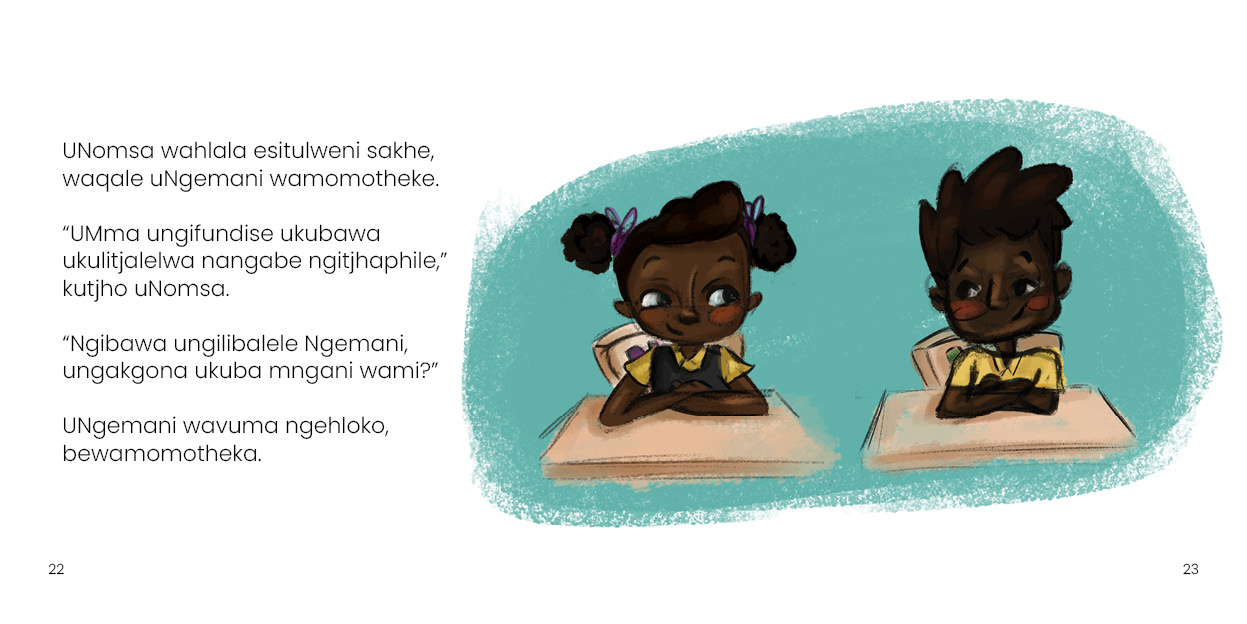 UNomsa wahlala esitulweni sakhe,
waqale uNgemani wamomotheke.
“UMma ungifundise ukubawa
ukulitjalelwa nangabe ngitjhaphile,”
kutjho uNomsa.
“Ngibawa ungilibalele Ngemani,
ungakgona ukuba mngani wami?”
UNgemani wavuma ngehloko,
bewamomotheka.
22
23